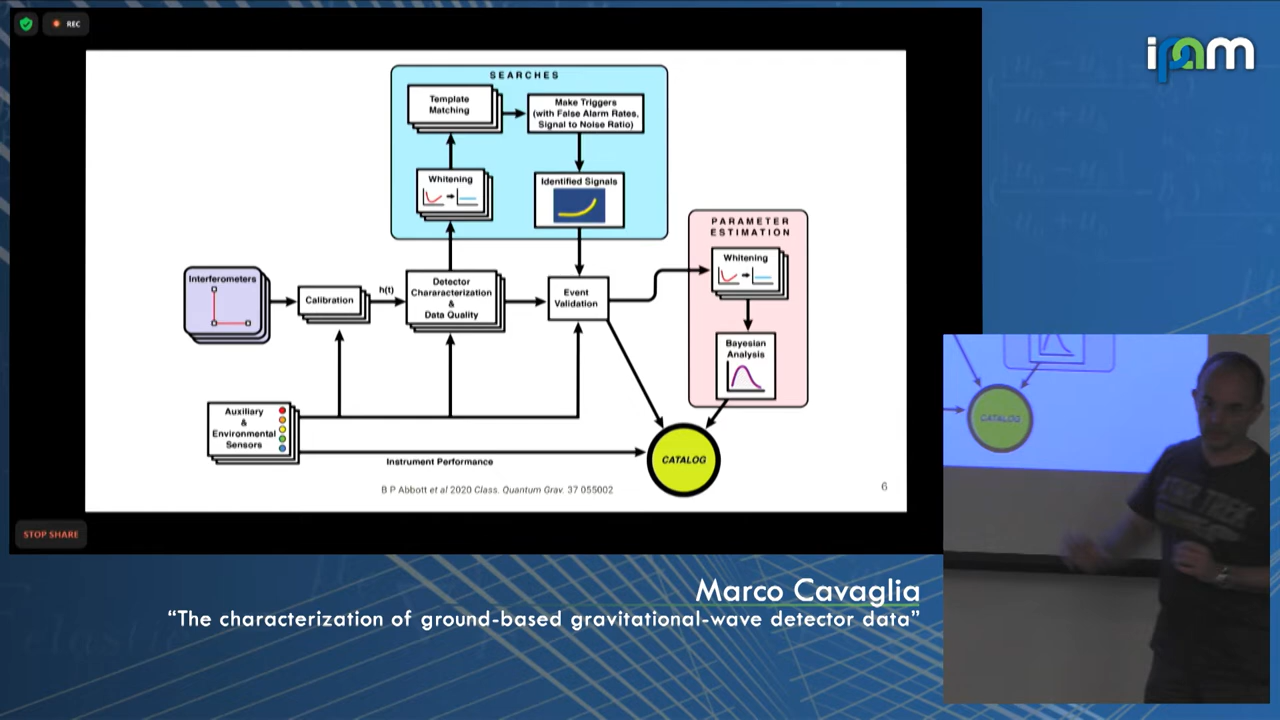 REC
ipam
SEARCHES
Template
Matching
Make Triggers
(with False Alarm Rates,
Signal to Noise Ratio)
Whitening
Identified Signals
PARAMETER
ESTIMATION
Whitening
Interferometers
Calibration
h(t)
Detector
Chararacterization
&
Data Quality
Event
Validation
Bayesian
Analysis
Auxiliary
&
Environmental
Sensors
Instrument Performance
CATALOG
B P Abbott et al 2020 Class. Quantum Grav. 37 055002
6
STOP SHARE
CATALOG
STAR TREK
Marco Cavaglia
“The characterization of ground-based gravitational-wave detector data”